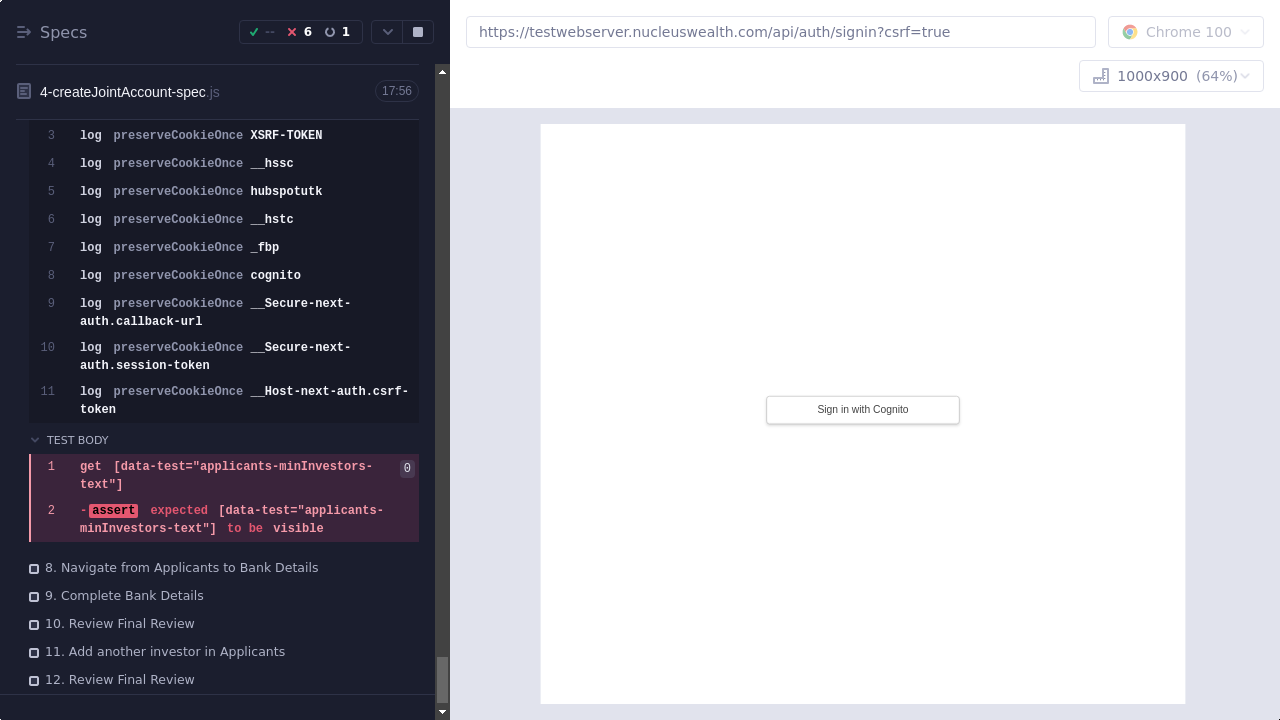 Specs
-- 6 1
https://testwebserver.nucleuswealth.com/api/auth/signin?csrf=true
Chrome 100
1000x900 (64%)
4-createJointAccount-spec.js 17:56
3 log preserveCookieOnce XSRF-TOKEN
4 log preserveCookieOnce __hssc
5 log preserveCookieOnce hubspotutk
6 log preserveCookieOnce __hstc
7 log preserveCookieOnce _fbp
8 log preserveCookieOnce cognito
9 log preserveCookieOnce __Secure-next-
auth.callback-url
10 log preserveCookieOnce __Secure-next-
auth.session-token
11 log preserveCookieOnce __Host-next-auth.csrf-
token
TEST BODY
1 get [data-test="applicants-minInvestors-
text"] 0
2 -assert expected [data-test="applicants-
minInvestors-text"] to be visible
8. Navigate from Applicants to Bank Details
9. Complete Bank Details
10. Review Final Review
11. Add another investor in Applicants
12. Review Final Review
Sign in with Cognito